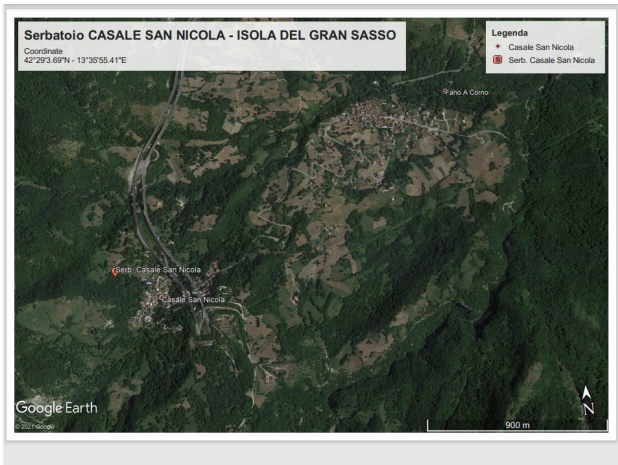 Serbatoio CASALE SAN NICOLA - ISOLA DEL GRAN SASSO
Coordinate
42°29'3.69"N - 13°35'55.41"E
Legenda
Casale San Nicola
Serb. Casale San Nicola
Fano A Corno
Serb. Casale San Nicola
Casale San Nicola
Google Earth
© 2021 Google
N
900 m